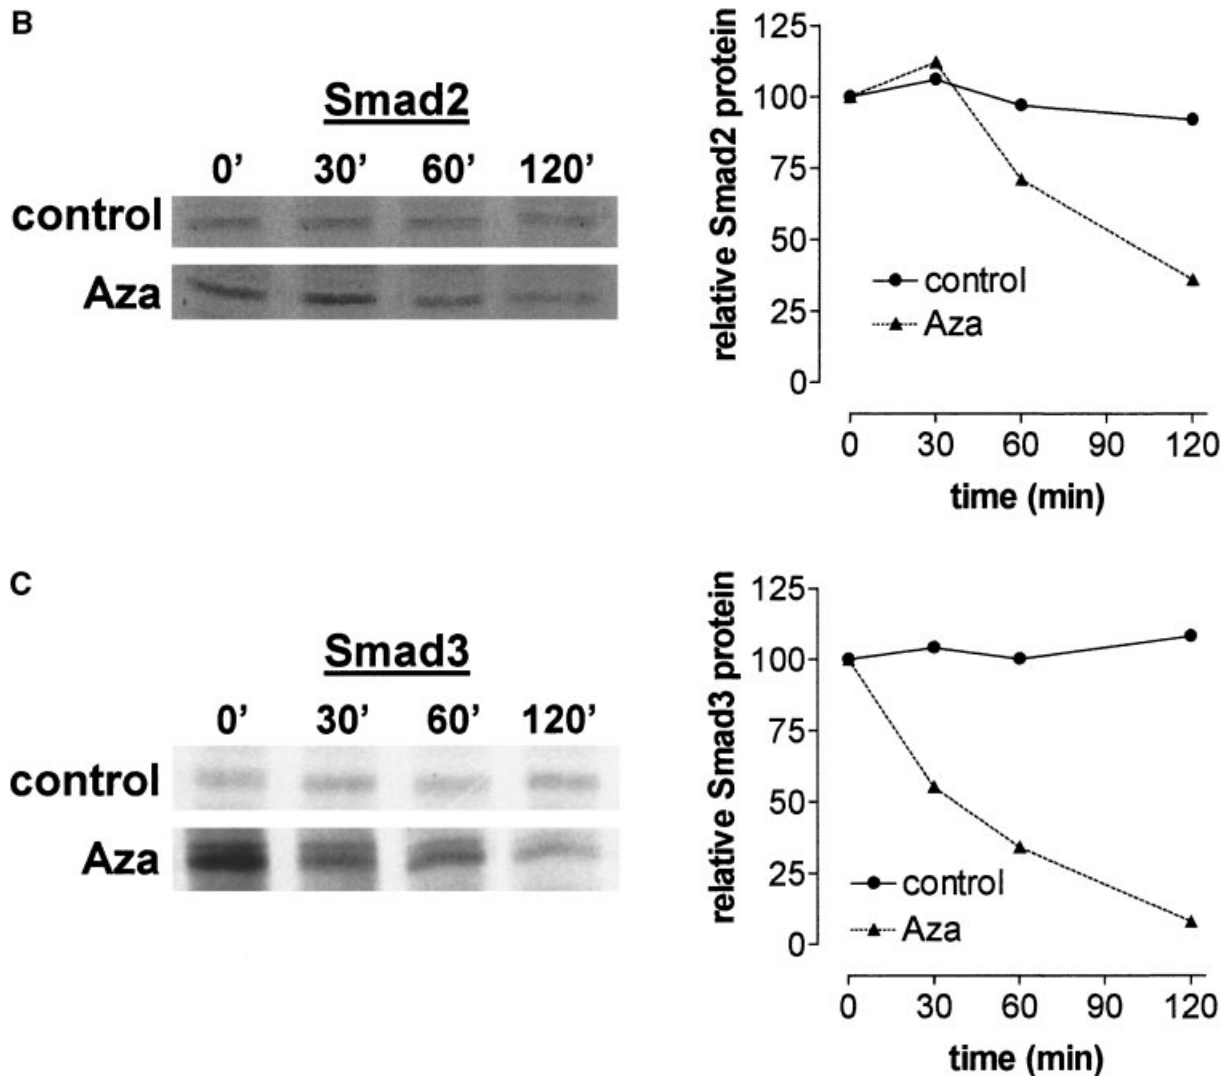 B
Smad2
0' 30' 60' 120'
control
Aza
relative Smad2 protein
125
100
75
50
25
0
control
Aza
0 30 60 90 120
time (min)
C
Smad3
0' 30' 60' 120'
control
Aza
relative Smad3 protein
125
100
75
50
25
0
control
Aza
0 30 60 90 120
time (min)